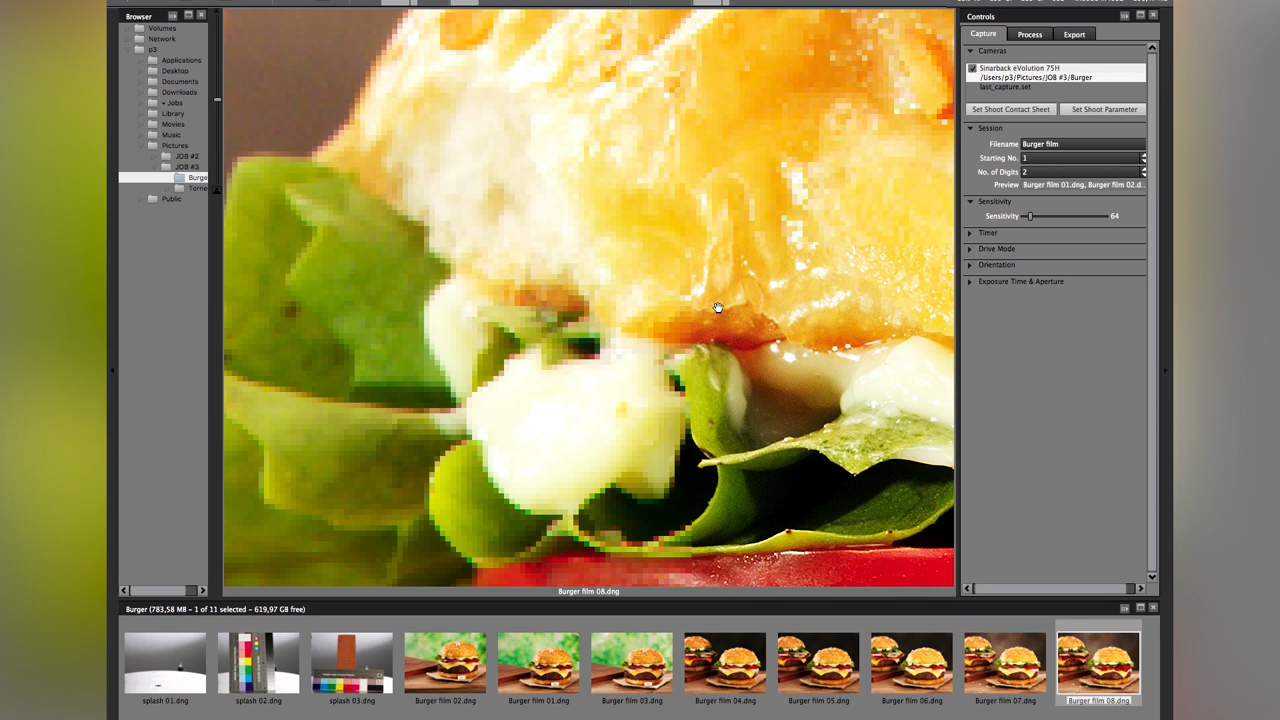 Browser
Volumes
Network
p3
Applications
Desktop
Documents
Downloads
• Jobs
Library
Movies
Music
Pictures
JOB #2
JOB #3
Burge
Torne
Public
Burger film 08.dng
Controls
Capture Process Export
Cameras
Sinarback eVolution 75H
/Users/p3/Pictures/JOB #3/Burger
last_capture.set
Set Shoot Contact Sheet Set Shoot Parameter
Session
Filename Burger film
Starting No. 1
No. of Digits 2
Preview Burger film 01.dng, Burger film 02.d..
Sensitivity
Sensitivity 64
Timer
Drive Mode
Orientation
Exposure Time & Aperture
Burger (783,58 MB - 1 of 11 selected - 619,97 GB free)
splash 01.dng splash 02.dng splash 03.dng Burger film 02.dng Burger film 01.dng Burger film 03.dng Burger film 04.dng Burger film 05.dng Burger film 06.dng Burger film 07.dng Burger film 08.dng